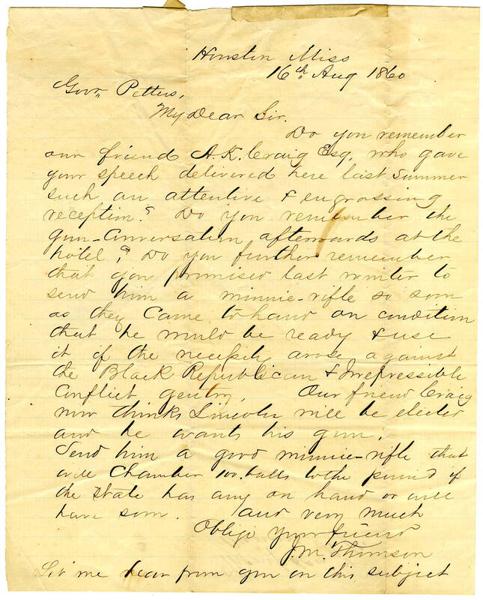 Houston Miss
16th Aug 1860
Govr. Pettus,
My Dear Sir.
Do you remember
our friend A.K. Craig Esq, who gave
your speech delivered here last summer
such an attentive & engrossing
reception? Do you remember the
gun-conversation, afterwards at the
hotel? Do you further remember
that you promised last winter to
send him a minnie-rifle so soon
as they came to hand on condition
that he would be ready & use
it if the necessity arose against
the Black Republican & Irrepressible
Conflict gentry. Our friend Craig
now thinks Lincoln will be elected
and he wants his gun.
Send him a good minnie-rifle that
will chamber balls to the pound if
the State has any on hand or will
have soon. and very much
Oblige your friend
J.M. Thomson
Let me hear from you on this subject